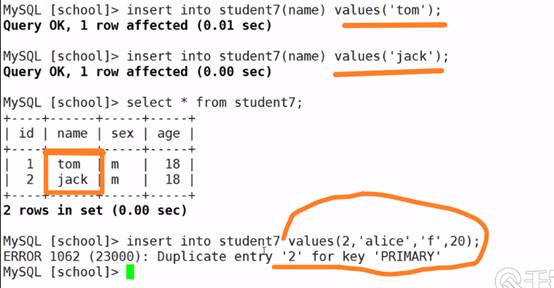 MySQL [school]> insert into student7(name) values('tom');
Query OK, 1 row affected (0.01 sec)
MySQL [school]> insert into student7(name) values('jack');
Query OK, 1 row affected (0.00 sec)
MySQL [school]> select * from student7;
+----+------+-----+-----+
| id | name | sex | age |
+----+------+-----+-----+
| 1 | tom | m | 18 |
| 2 | jack | m | 18 |
+----+------+-----+-----+
2 rows in set (0.00 sec)
MySQL [school]> insert into student7 values(2,'alice','f',20);
ERROR 1062 (23000): Duplicate entry '2' for key 'PRIMARY'
MySQL [school]>